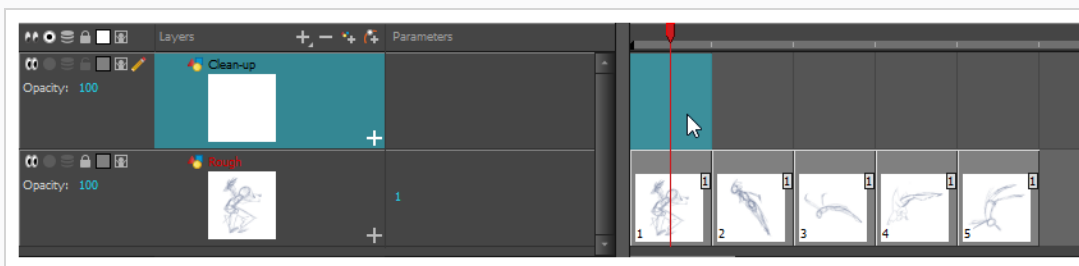 Layers Parameters
Clean-up
Opacity: 100
Rough
Opacity: 100
1
1 1 1 1 1
1 2 3 4 5